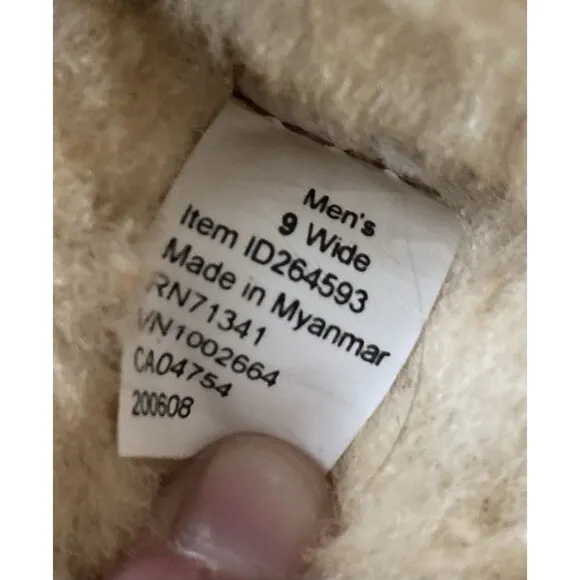 Men's
9 Wide
Item ID264593
Made in Myanmar
RN71341
VN1002664
CA04754
200608